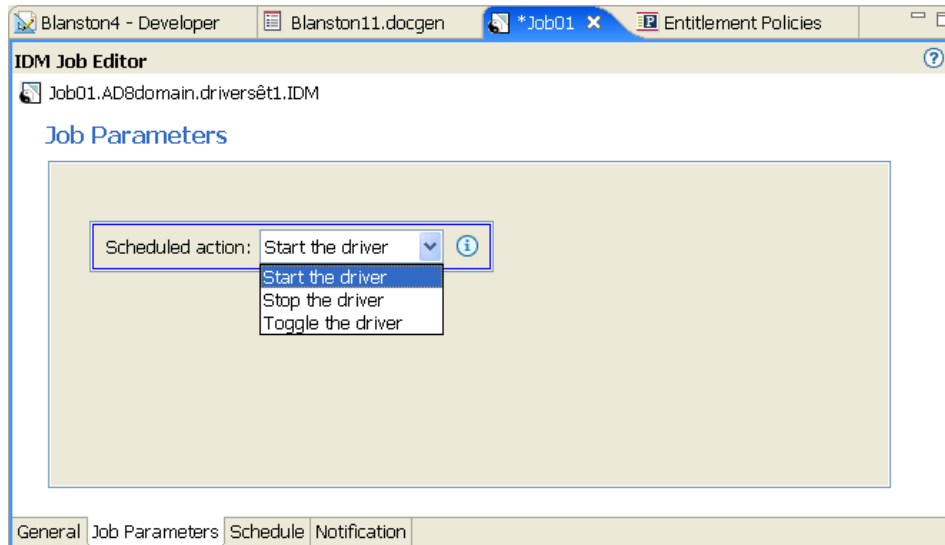 Blanston4 - Developer Blanston11.docgen *Job01 Entitlement Policies
IDM Job Editor
Job01.AD8domain.driversêt1.IDM
Job Parameters
Scheduled action: Start the driver
Start the driver
Stop the driver
Toggle the driver
General Job Parameters Schedule Notification